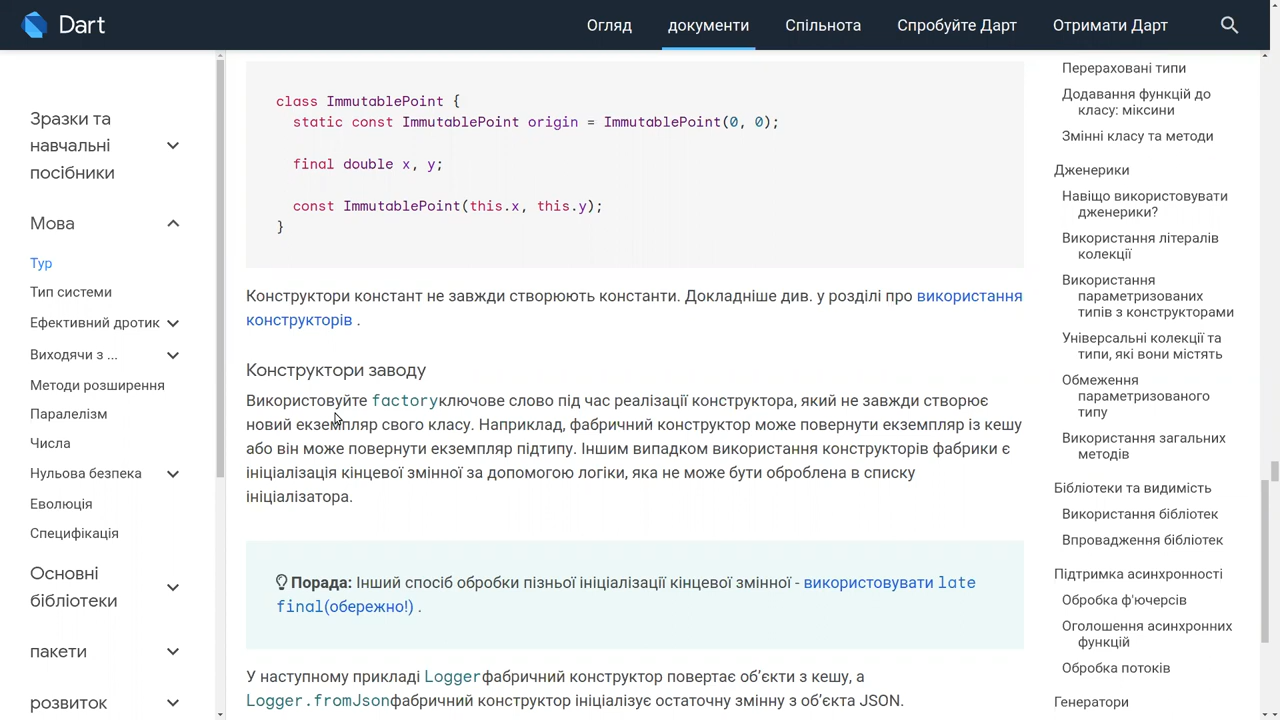 Dart
Огляд
документи
Спільнота
Спробуйте Дарт
Отримати Дарт
Зразки та
навчальні
посібники
Мова
Тур
Тип системи
Ефективний дротик
Виходячи з ...
Методи розширення
Паралелізм
Числа
Нульова безпека
Еволюція
Специфікація
Основні
бібліотеки
пакети
розвиток
class ImmutablePoint {
static const ImmutablePoint origin = ImmutablePoint(0, 0);
final double x, y;
const ImmutablePoint(this.x, this.y);
}
Конструктори констант не завжди створюють константи. Докладніше див. у розділі про використання
конструкторів .
Конструктори заводу
Використовуйте factoryключове слово під час реалізації конструктора, який не завжди створює
новий екземпляр свого класу. Наприклад, фабричний конструктор може повернути екземпляр із кешу
або він може повернути екземпляр підтипу. Іншим випадком використання конструкторів фабрики є
ініціалізація кінцевої змінної за допомогою логіки, яка не може бути оброблена в списку
ініціалізатора.
Порада: Інший спосіб обробки пізньої ініціалізації кінцевої змінної - використовувати late
final(обережно!) .
У наступному прикладі Loggerфабричний конструктор повертає об’єкти з кешу, а
Logger.fromJsonфабричний конструктор ініціалізує остаточну змінну з об’єкта JSON.
Перераховані типи
Додавання функцій до
класу: міксини
Змінні класу та методи
Дженерики
Навіщо використовувати
дженерики?
Використання літералів
колекції
Використання
параметризованих
типів з конструкторами
Універсальні колекції та
типи, які вони містять
Обмеження
параметризованого
типу
Використання загальних
методів
Бібліотеки та видимість
Використання бібліотек
Впровадження бібліотек
Підтримка асинхронності
Обробка ф'ючерсів
Оголошення асинхронних
функцій
Обробка потоків
Генератори